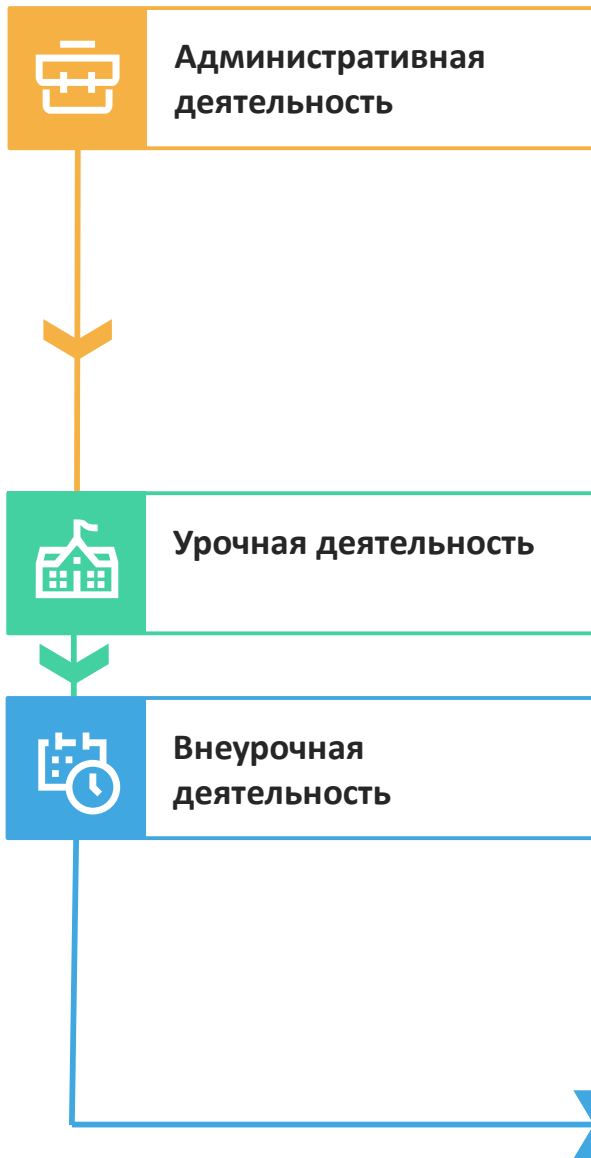 Административная
деятельность
Урочная деятельность
Внеурочная
деятельность